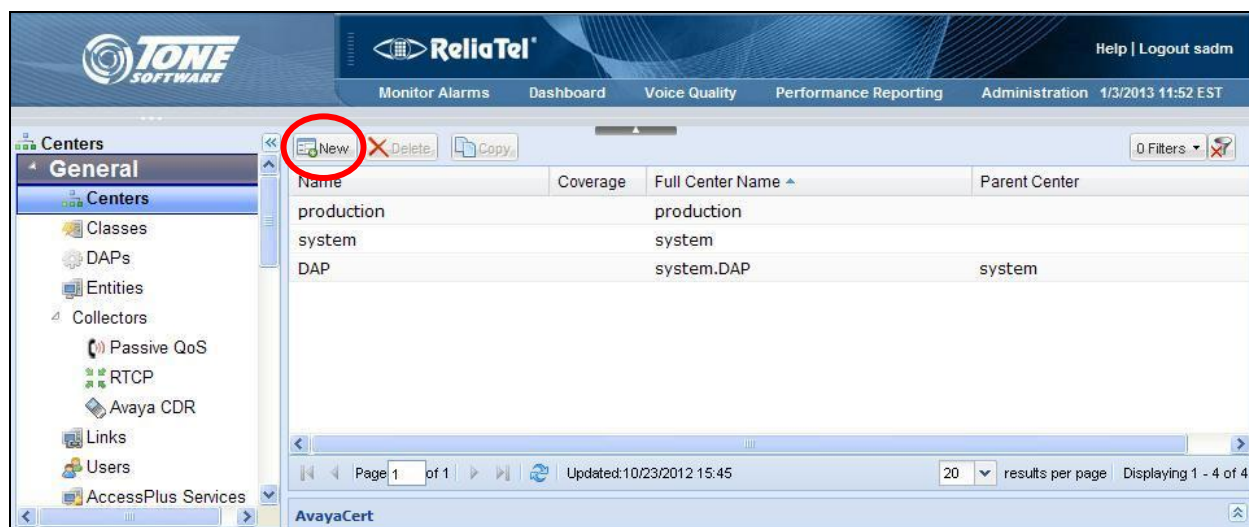 TONE
SOFTWARE
ReliaTel
Help | Logout sadm
Monitor Alarms Dashboard Voice Quality Performance Reporting Administration 1/3/2013 11:52 EST
Centers
General
Centers
Classes
DAPs
Entities
Collectors
Passive QoS
RTCP
Avaya CDR
Links
Users
AccessPlus Services
New Delete Copy 0 Filters
Name Coverage Full Center Name Parent Center
production production
system system
DAP system.DAP system
Page 1 of 1 Updated:10/23/2012 15:45 20 results per page Displaying 1 - 4 of 4
AvayaCert